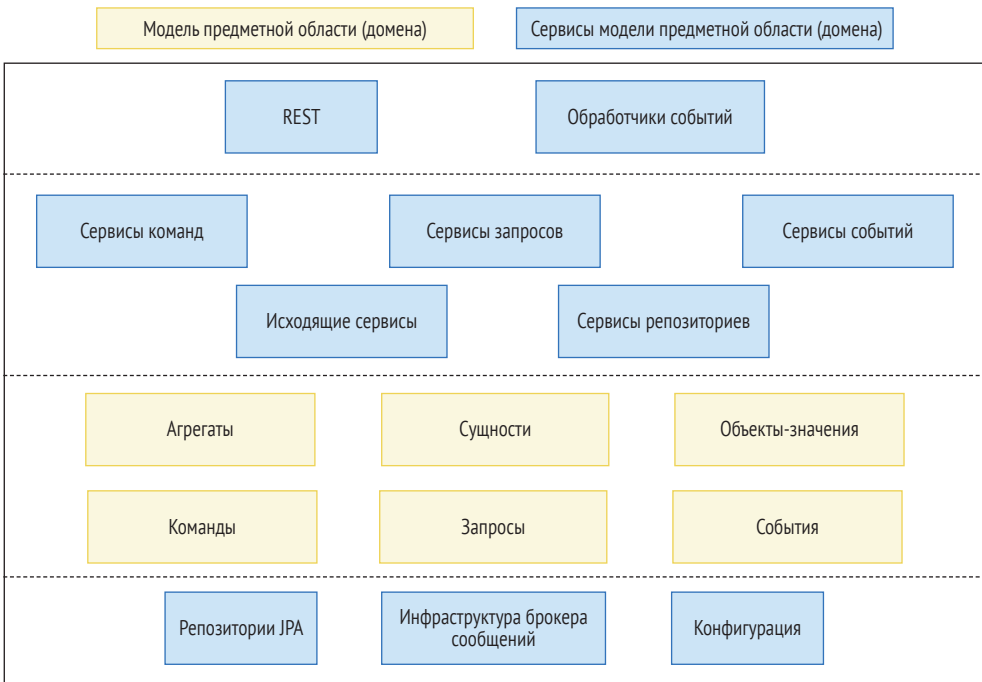 Модель предметной области (домена)
Сервисы модели предметной области (домена)
REST
Обработчики событий
Сервисы команд
Сервисы запросов
Сервисы событий
Исходящие сервисы
Сервисы репозиториев
Агрегаты
Сущности
Объекты-значения
Команды
Запросы
События
Репозитории JPA
Инфраструктура брокера
сообщений
Конфигурация